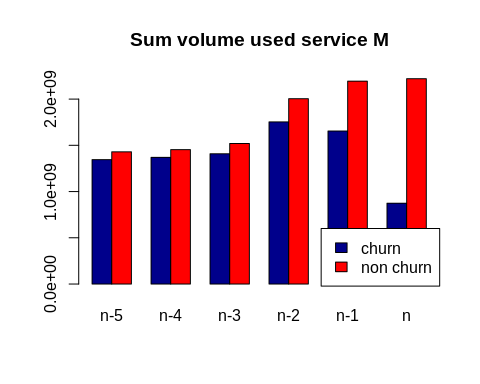 Sum volume used service M
2.0e+09
1.0e+09
0.0e+00
churn
non churn
n-5 n-4 n-3 n-2 n-1 n